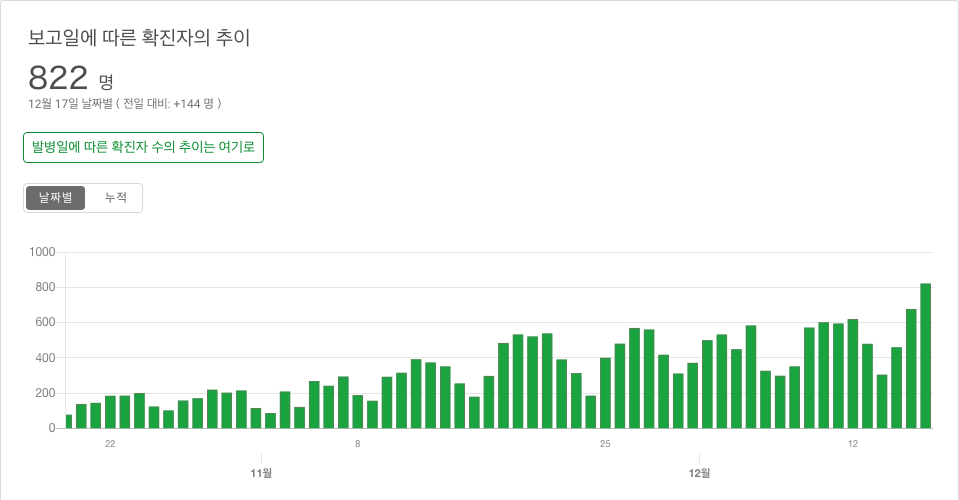 보고일에 따른 확진자의 추이
822 명
12월 17일 날짜별 ( 전일 대비: +144 명 )
발병일에 따른 확진자 수의 추이는 여기로
날짜별 누적
1000
800
600
400
200
0
22 8 25 12
11월 12월